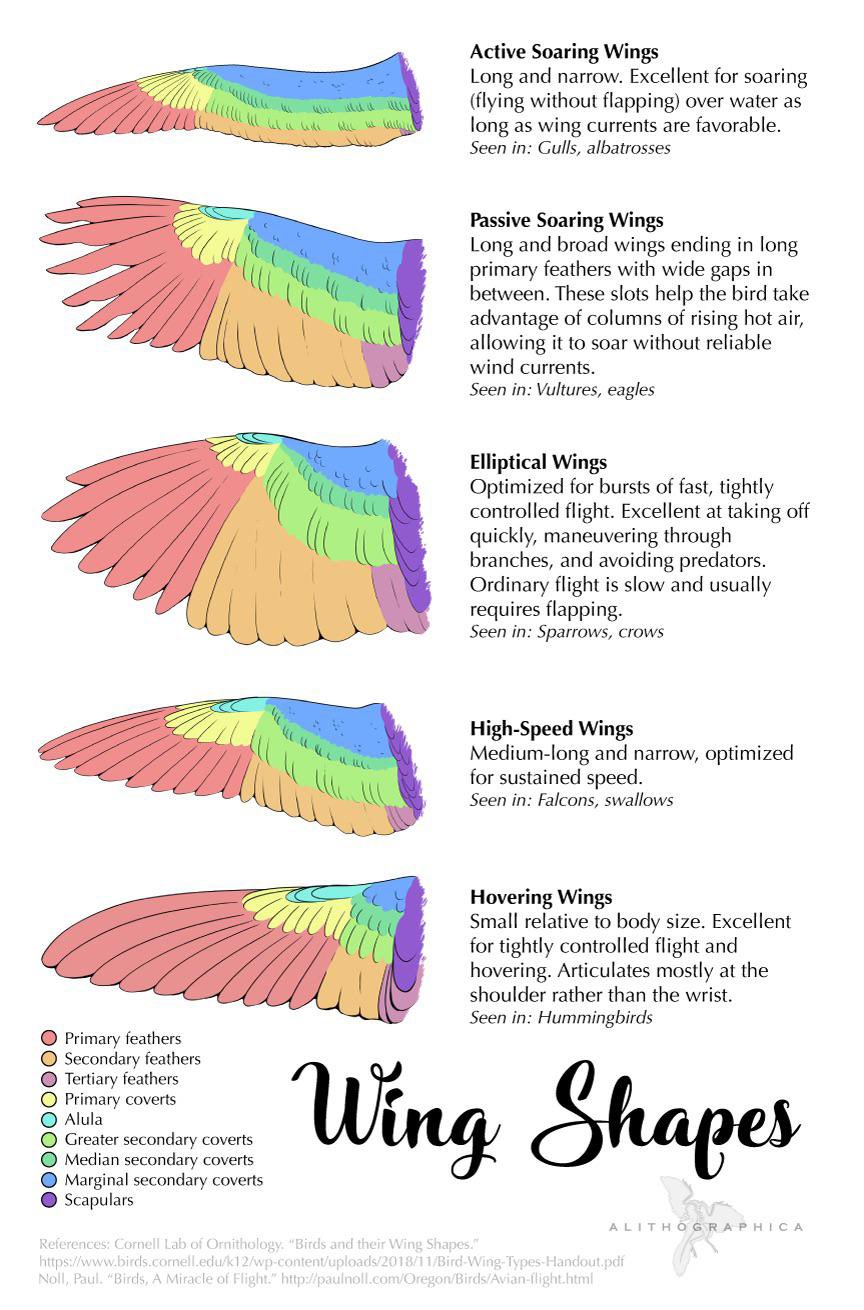 Active Soaring Wings
Long and narrow. Excellent for soaring
(flying without flapping) over water as
long as wing currents are favorable.
Seen in: Gulls, albatrosses
Passive Soaring Wings
Long and broad wings ending in long
primary feathers with wide gaps in
between. These slots help the bird take
advantage of columns of rising hot air,
allowing it to soar without reliable
wind currents.
Seen in: Vultures, eagles
Elliptical Wings
Optimized for bursts of fast, tightly
controlled flight. Excellent at taking off
quickly, maneuvering through
branches, and avoiding predators.
Ordinary flight is slow and usually
requires flapping.
Seen in: Sparrows, crows
High-Speed Wings
Medium-long and narrow, optimized
for sustained speed.
Seen in: Falcons, swallows
Hovering Wings
Small relative to body size. Excellent
for tightly controlled flight and
hovering. Articulates mostly at the
shoulder rather than the wrist.
Seen in: Hummingbirds
Primary feathers
Secondary feathers
Tertiary feathers
Primary coverts
Alula
Greater secondary coverts
Median secondary coverts
Marginal secondary coverts
Scapulars
Wing Shapes
ALITHOGRAPHICA
References: Cornell Lab of Ornithology. “Birds and their Wing Shapes.”
https://www.birds.cornell.edu/k12/wp-content/uploads/2018/11/Bird-Wing-Types-Handout.pdf
Noll, Paul. “Birds, A Miracle of Flight.” http://paulnoll.com/Oregon/Birds/Avian-flight.html